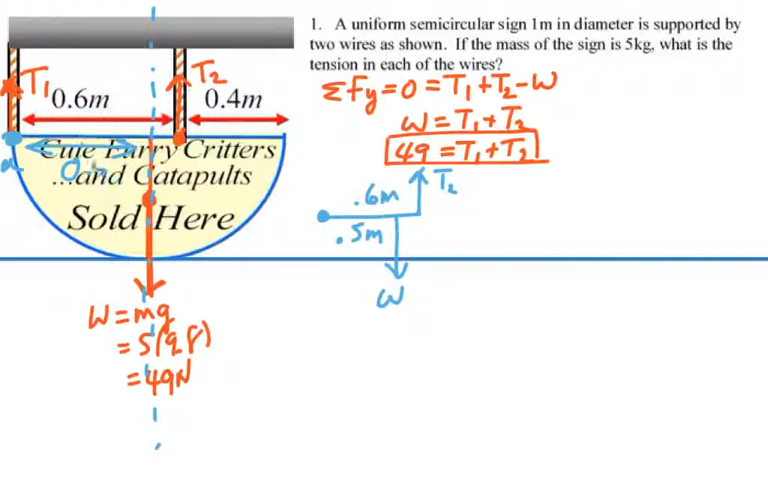 1. A uniform semicircular sign 1m in diameter is supported by
two wires as shown. If the mass of the sign is 5kg, what is the
tension in each of the wires?
T₁
T₂
0.6m
0.4m
Cute Furry Critters
...and Catapults
Sold Here
ΣFy=0=T₁+T₂-W
W=T₁+T₂
49=T₁+T₂
T₂
.6m
.5m
W
W=mg
=5(9.8)
=49N